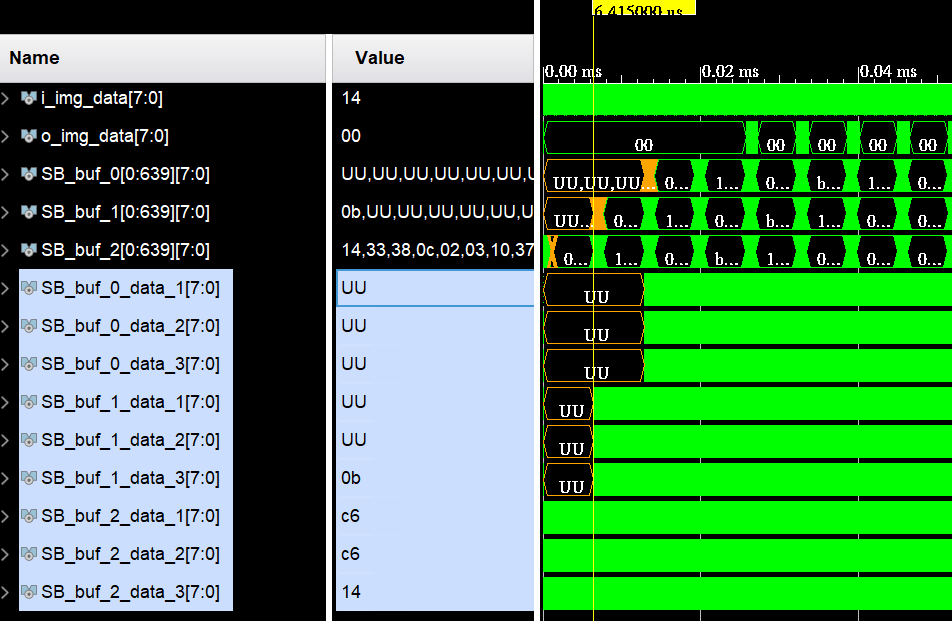 6.415000 ns
Name Value
0.00 ms 0.02 ms 0.04 ms
i_img_data[7:0] 14
o_img_data[7:0] 00 00 00 00 00 00
SB_buf_0[0:639][7:0] UU,UU,UU,UU,UU,UU,U UU,UU,UU... 0... 1... 0... b... 1... 0...
SB_buf_1[0:639][7:0] 0b,UU,UU,UU,UU,UU,U UU... 0... 1... 0... b... 1... 0... 0...
SB_buf_2[0:639][7:0] 14,33,38,0c,02,03,10,37 0... 1... 0... b... 1... 0... 0... 0...
SB_buf_0_data_1[7:0] UU UU
SB_buf_0_data_2[7:0] UU UU
SB_buf_0_data_3[7:0] UU UU
SB_buf_1_data_1[7:0] UU UU
SB_buf_1_data_2[7:0] UU UU
SB_buf_1_data_3[7:0] 0b UU
SB_buf_2_data_1[7:0] c6
SB_buf_2_data_2[7:0] c6
SB_buf_2_data_3[7:0] 14